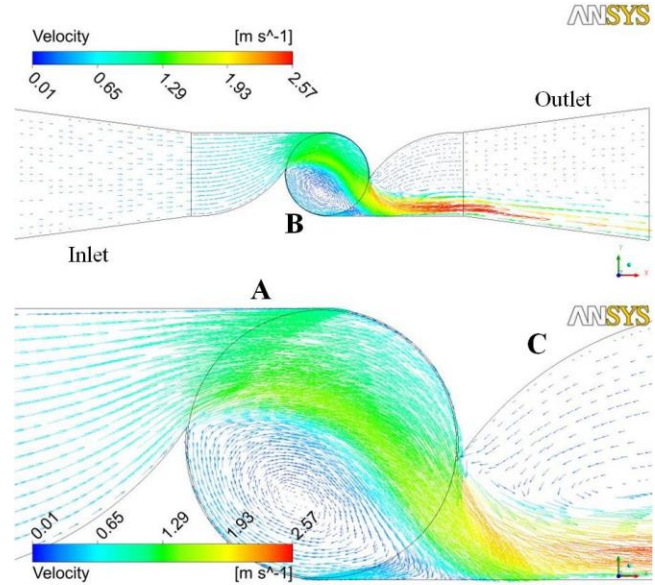 ANSYS
Velocity [m s^-1]
0.01 0.65 1.29 1.93 2.57
Outlet
B
Inlet
Y
X
A
ANSYS
C
0.01 0.65 1.29 1.93 2.57
Velocity [m s^-1]